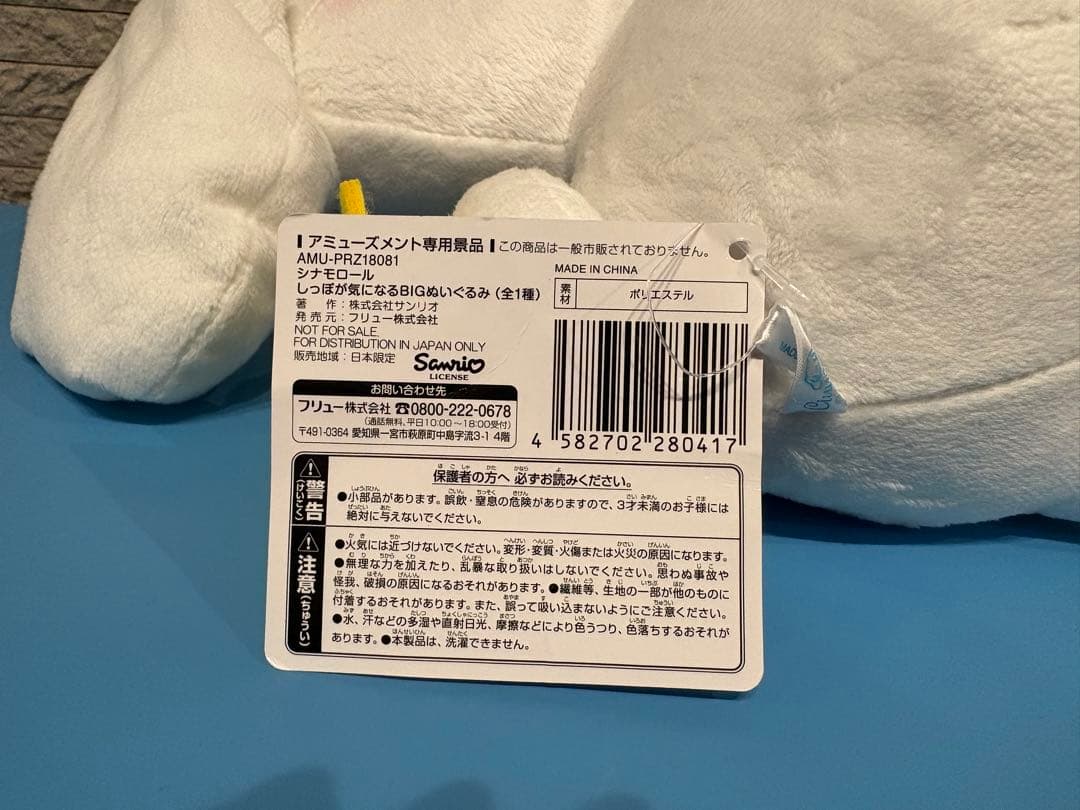 アミューズメント専用景品 この商品は一般市販されておりません。
AMU-PRZ18081
シナモロール
しっぽが気になるBIGぬいぐるみ(全1種)
著 作:株式会社サンリオ
発 売 元:フリュー株式会社
NOT FOR SALE
FOR DISTRIBUTION IN JAPAN ONLY
販売地域:日本限定
Sanrio
LICENSE
MADE IN CHINA
素材 ポリエステル
4 582702 280417
お問い合わせ先
フリュー株式会社 ☎0800-222-0678
(通話無料、平日10:00~18:00受付)
〒491-0364 愛知県一宮市萩原町中島字流3-1 4階
警告(けいこく)
保護者の方へ 必ずお読みください。
●小部品があります。誤飲・窒息の危険がありますので、3才未満のお子様には
絶対に与えないでください。
注意(ちゅうい)
●火気には近づけないでください。変形・変質・火傷または火災の原因になります。
●無理な力を加えたり、乱暴な取り扱いはしないでください。思わぬ事故や
怪我、破損の原因になるおそれがあります。●繊維等、生地の一部が他のものに
付着するおそれがあります。また、誤って吸い込まないようにご注意ください。
●水、汗などの多湿や直射日光、摩擦などにより色うつり、色落ちするおそれが
あります。●本製品は、洗濯できません。